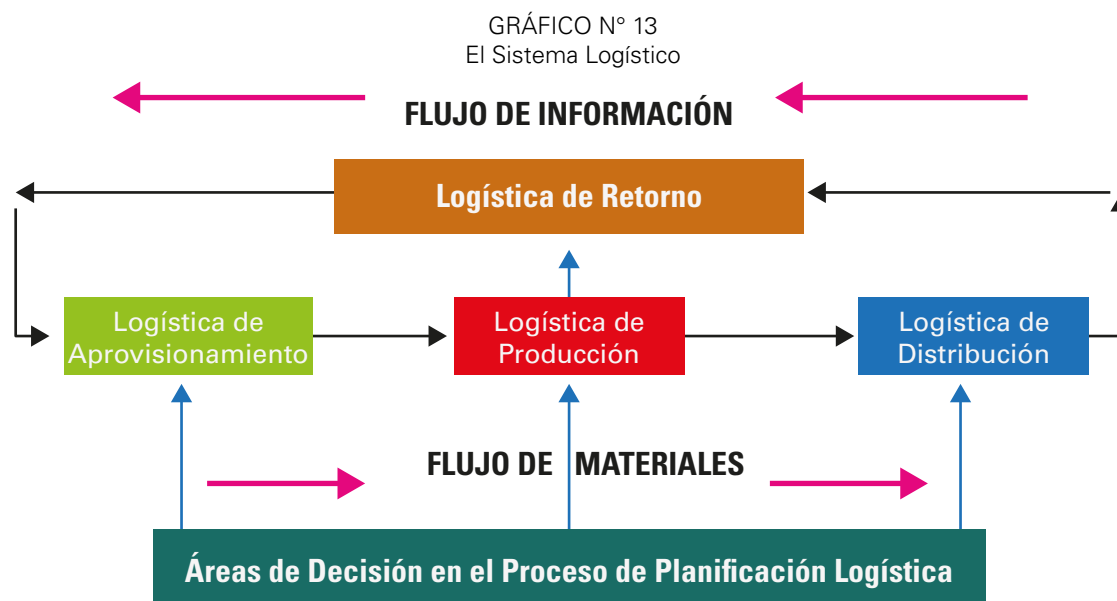 GRÁFICO N° 13
El Sistema Logístico
FLUJO DE INFORMACIÓN
Logística de Retorno
Logística de
Aprovisionamiento
Logística de
Producción
Logística de
Distribución
FLUJO DE MATERIALES
Áreas de Decisión en el Proceso de Planificación Logística